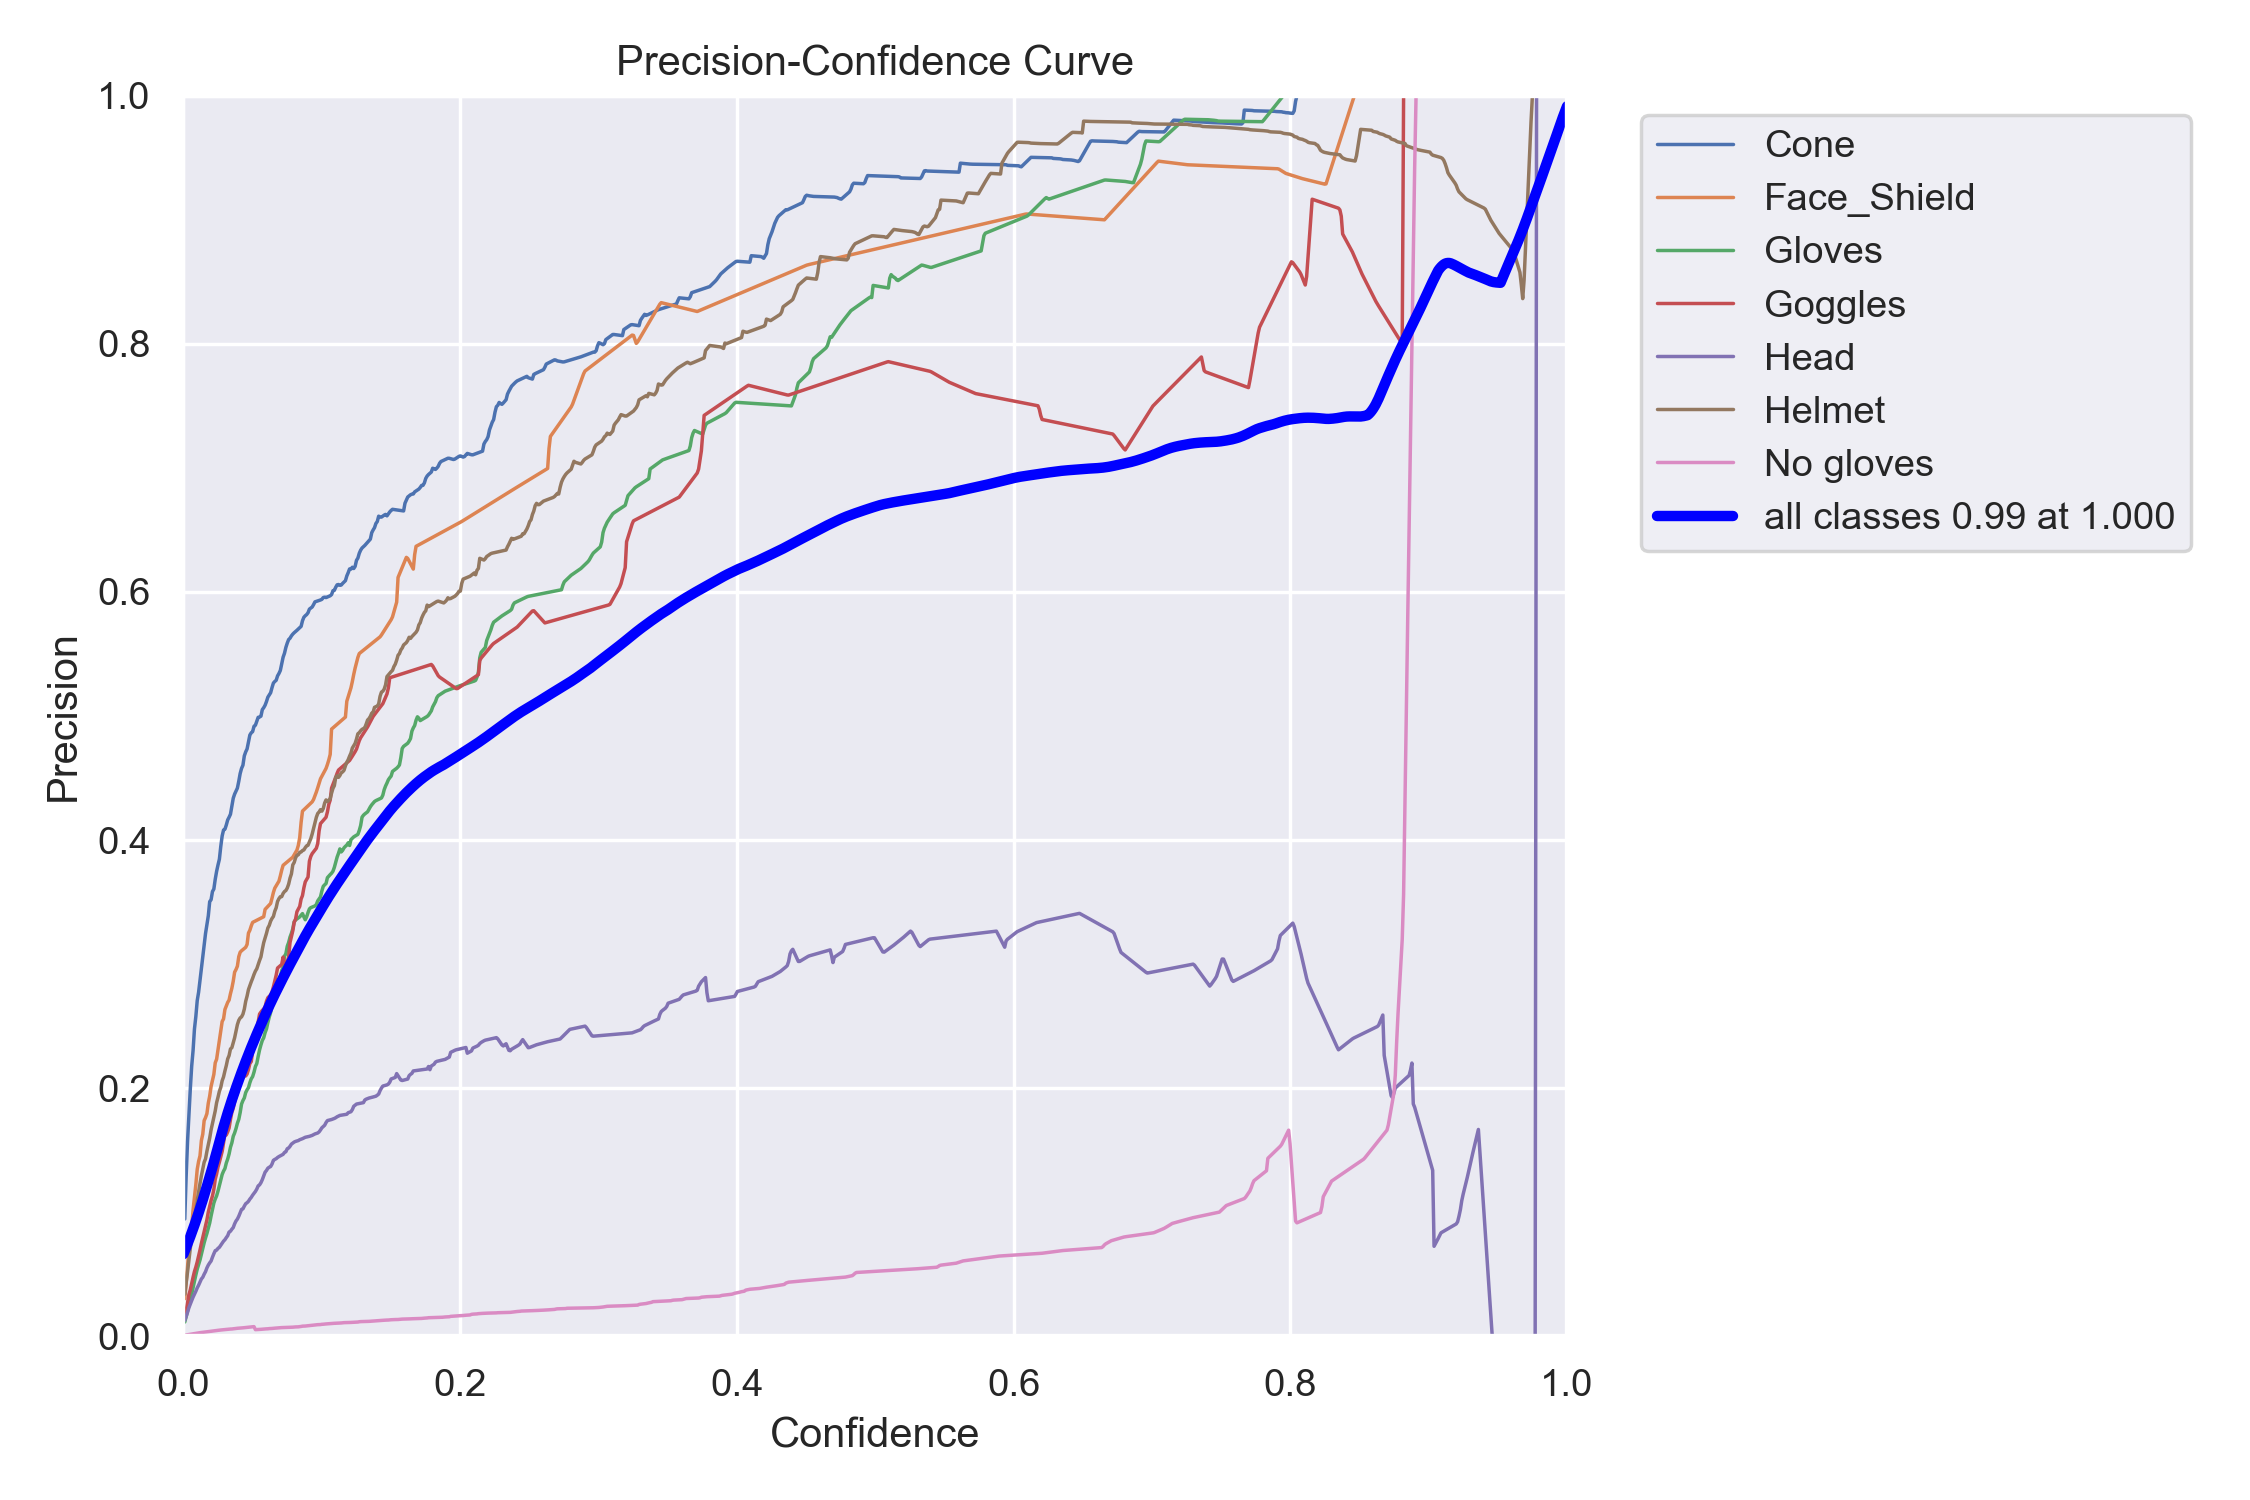 Precision-Confidence Curve
1.0
0.8
0.6
0.4
0.2
0.0
Precision
0.0 0.2 0.4 0.6 0.8 1.0
Confidence
Cone
Face_Shield
Gloves
Goggles
Head
Helmet
No gloves
all classes 0.99 at 1.000